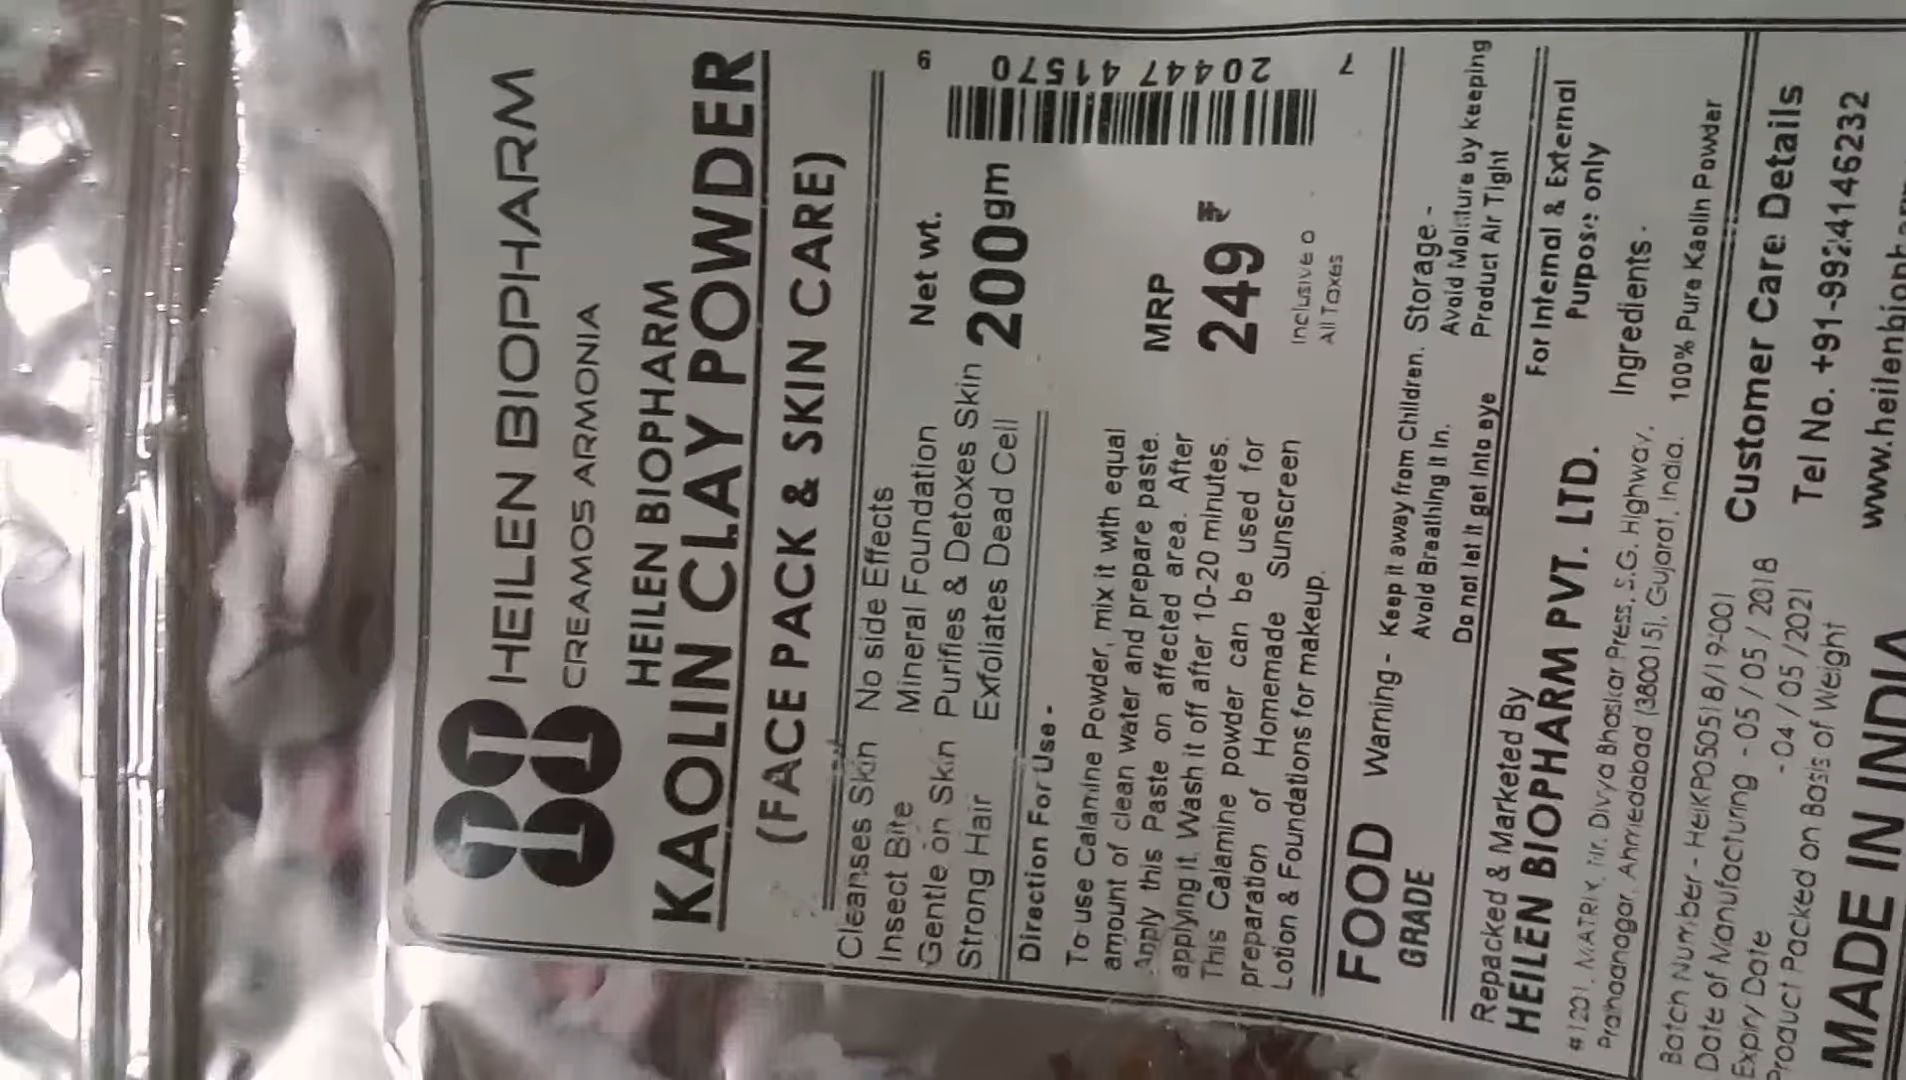 HEILEN BIOPHARM
CREAMOS ARMONIA
HEILEN BIOPHARM
KAOLIN CLAY POWDER
(FACE PACK & SKIN CARE)
Cleanses Skin No side Effects
Insect Bite Mineral Foundation
Gentle on Skin Purifies & Detoxes Skin
Strong Hair Exfoliates Dead Cell
Net wt.
200gm
9 20447 41570 7
Direction For Use -
To use Calamine Powder, mix it with equal
amount of clean water and prepare paste.
Apply this Paste on affected area. After
applying it. Wash it off after 10-20 minutes.
This Calamine powder can be used for
preparation of Homemade Sunscreen
Lotion & Foundations for makeup.
MRP
249 ₹
Inclusive o
All Taxes
FOOD
GRADE
Warning - Keep it away from Children.
Avoid Breathing It In.
Do not let it get into eye
Storage -
Avoid Moisture by keeping
Product Air Tight
Repacked & Marketed By
HEILEN BIOPHARM PVT. LTD.
#1201, MATRIX, Nr. Divya Bhaskar Press, S.G. Highway,
Prahaanagar, Ahmedabad (380015), Gujarat, India.
For Internal & External
Purpose only
Ingredients -
100% Pure Kaolin Powder
Batch Number - HeiKP050518/19-001
Date of Manufacturing - 05/05/2018
Expiry Date - 04/05/2021
Product Packed on Basis of Weight
MADE IN INDIA
Customer Care Details
Tel No. +91-9924146232